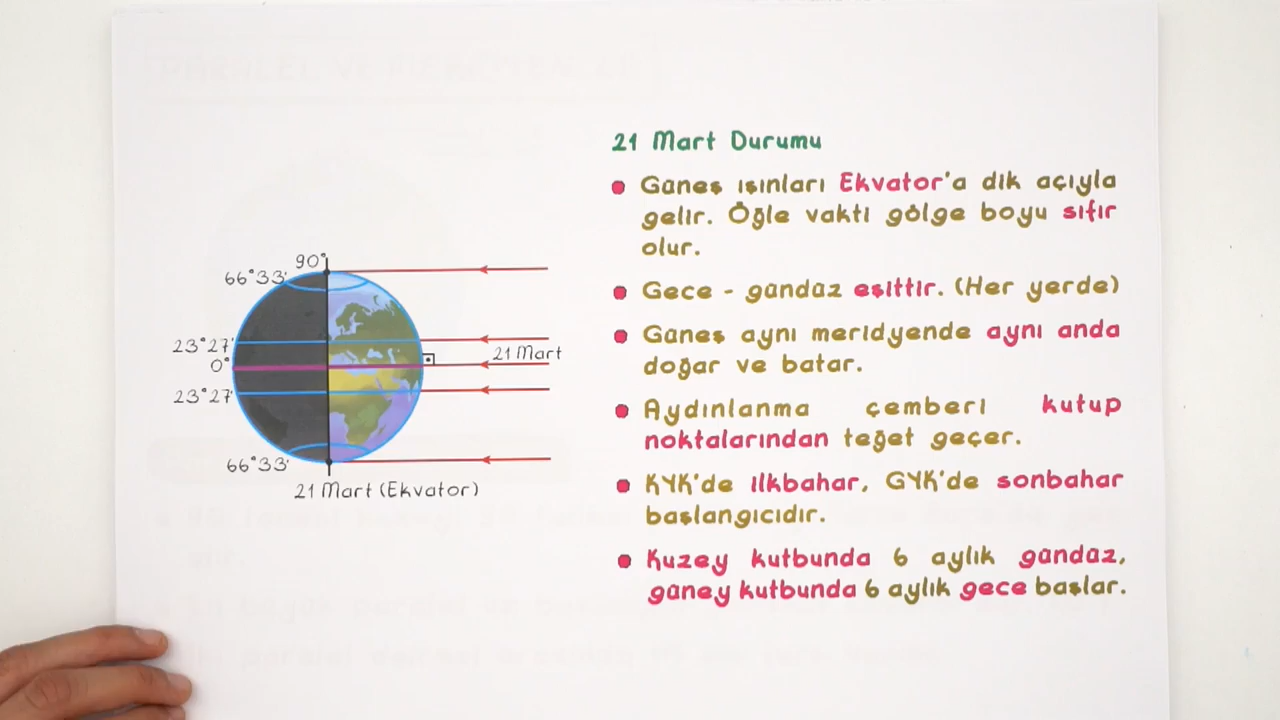 21 Mart Durumu
• Güneş ışınları Ekvator'a dik açıyla
gelir. Öğle vakti gölge boyu sıfır
olur.
• Gece - gündüz eşittir. (Her yerde)
• Güneş aynı meridyende aynı anda
doğar ve batar.
• Aydınlanma çemberi kutup
noktalarından teğet geçer.
• KYK'de ilkbahar, GYK'de sonbahar
başlangıcıdır.
• Kuzey kutbunda 6 aylık gündüz,
güney kutbunda 6 aylık gece başlar.
90°
66°33'
23°27'
0°
21 Mart
23°27'
66°33'
21 Mart (Ekvator)